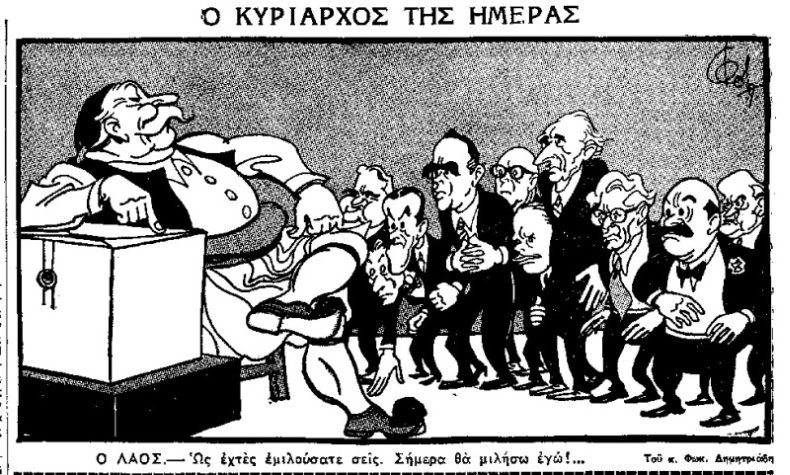 Ὁ ΚΥΡΙΑΡΧΟΣ ΤΗΣ ΗΜΕΡΑΣ
Ὁ ΛΑΟΣ.— Ὡς ἐχτὲς ἐμιλούσατε σεῖς. Σήμερα θὰ μιλήσω ἐγώ!... Τοῦ κ. Φωκ. Δημητριάδη